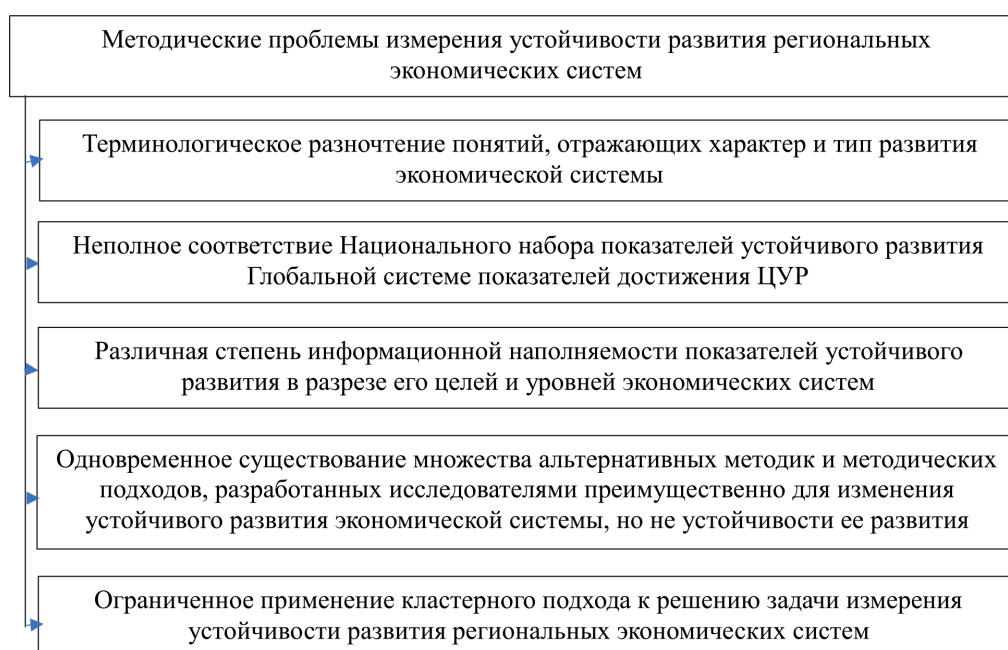 Методические проблемы измерения устойчивости развития региональных
экономических систем
Терминологическое разночтение понятий, отражающих характер и тип развития
экономической системы
Неполное соответствие Национального набора показателей устойчивого развития
Глобальной системе показателей достижения ЦУР
Различная степень информационной наполняемости показателей устойчивого
развития в разрезе его целей и уровней экономических систем
Одновременное существование множества альтернативных методик и методических
подходов, разработанных исследователями преимущественно для изменения
устойчивого развития экономической системы, но не устойчивости ее развития
Ограниченное применение кластерного подхода к решению задачи измерения
устойчивости развития региональных экономических систем